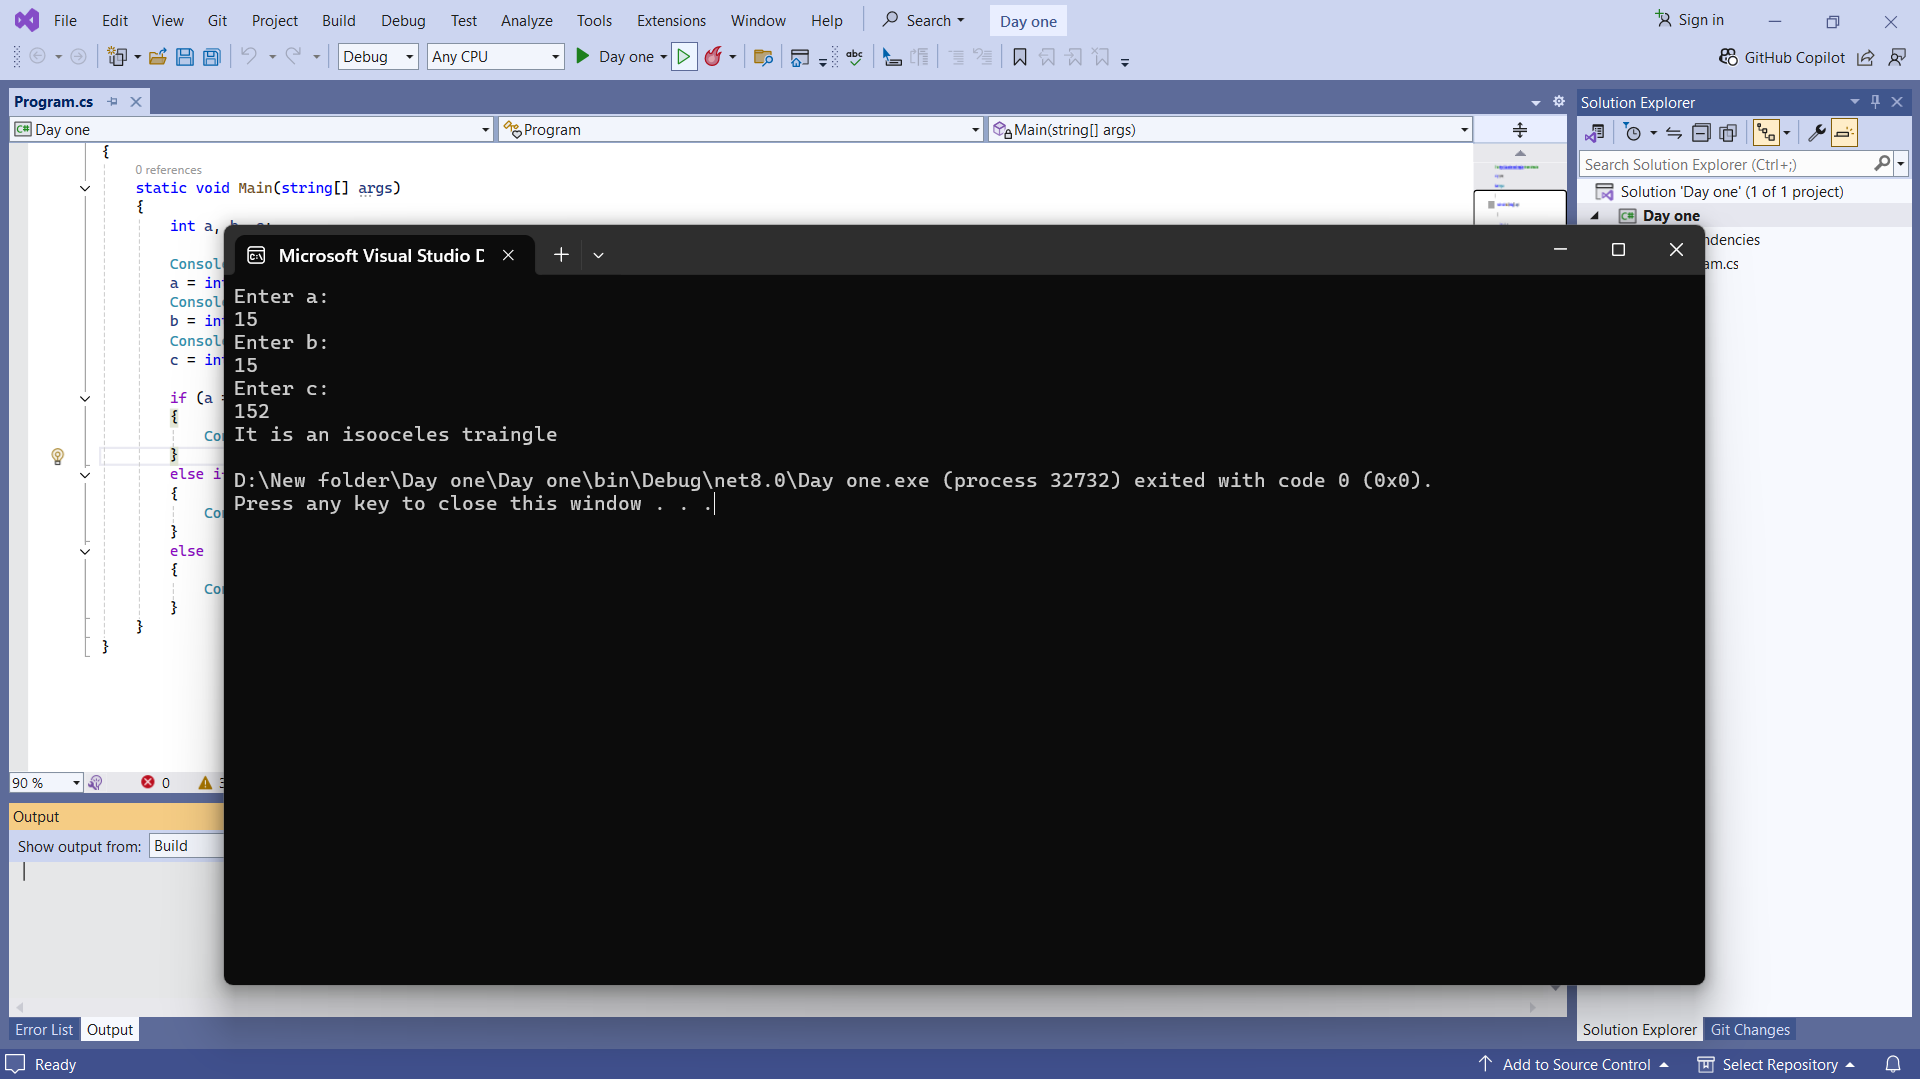 File Edit View Git Project Build Debug Test Analyze Tools Extensions Window Help Search Day one Sign in
Debug Any CPU Day one GitHub Copilot
Program.cs
Solution Explorer
Day one Program Main(string[] args)
Search Solution Explorer (Ctrl+;)
Solution 'Day one' (1 of 1 project)
Day one
ndencies
am.cs
{
0 references
static void Main(string[] args)
{
int a,
Consol
a = in
Consol
b = in
Consol
c = in
if (a
{
Co
}
else i
{
Co
}
else
{
Co
}
}
}
Microsoft Visual Studio D
Enter a:
15
Enter b:
15
Enter c:
152
It is an isooceles traingle
D:\New folder\Day one\Day one\bin\Debug\net8.0\Day one.exe (process 32732) exited with code 0 (0x0).
Press any key to close this window . . .
90 % 0
Output
Show output from: Build
Error List Output
Solution Explorer Git Changes
Ready Add to Source Control Select Repository